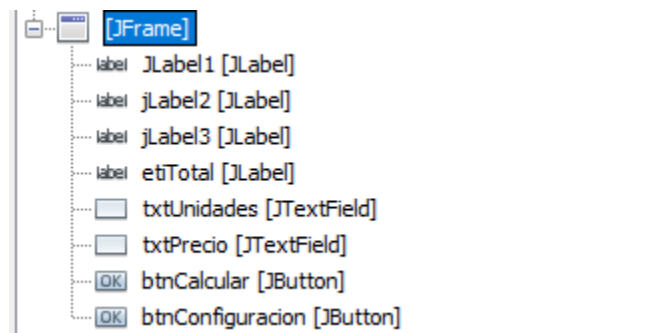 [JFrame]
label JLabel1 [JLabel]
label jLabel2 [JLabel]
label jLabel3 [JLabel]
label etiTotal [JLabel]
txtUnidades [JTextField]
txtPrecio [JTextField]
OK btnCalcular [JButton]
OK btnConfiguracion [JButton]